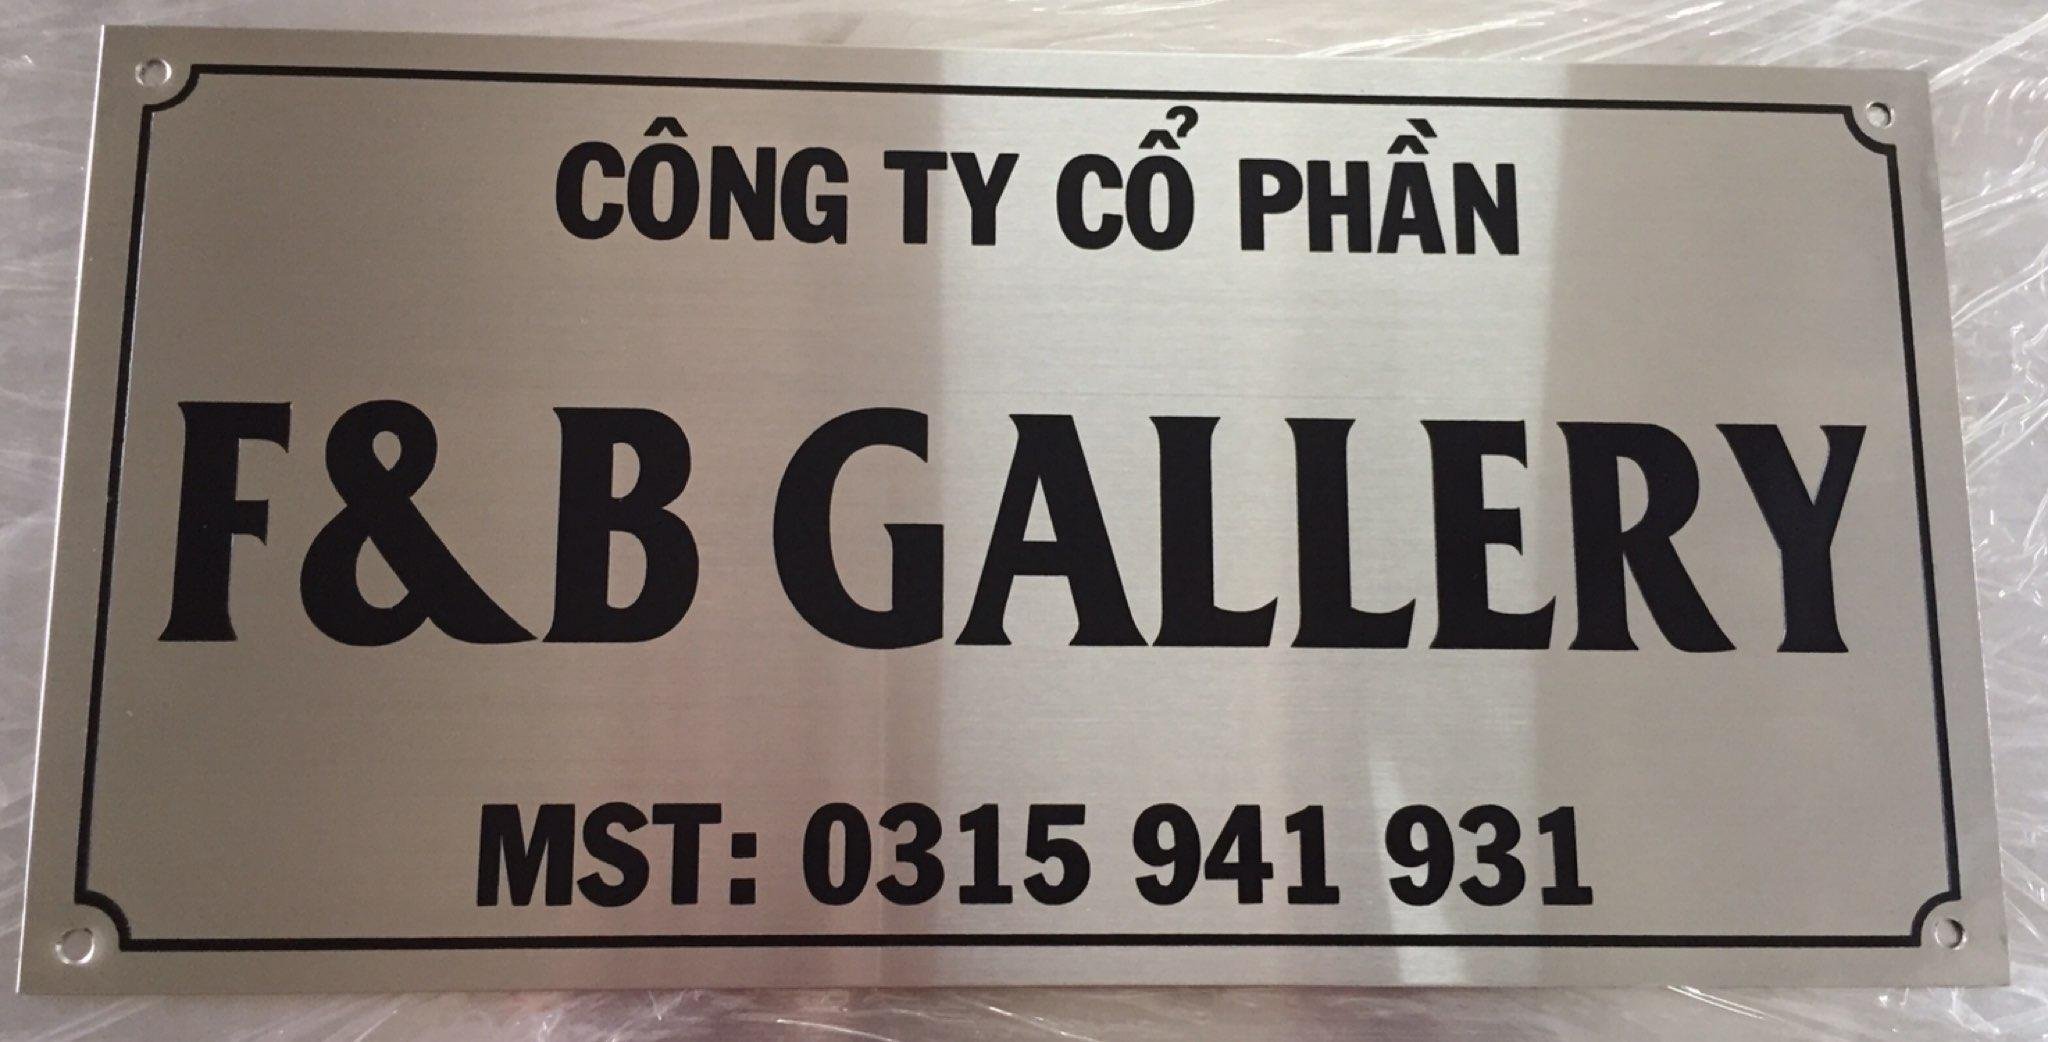 CÔNG TY CỔ PHẦN
F&B GALLERY
MST: 0315 941 931